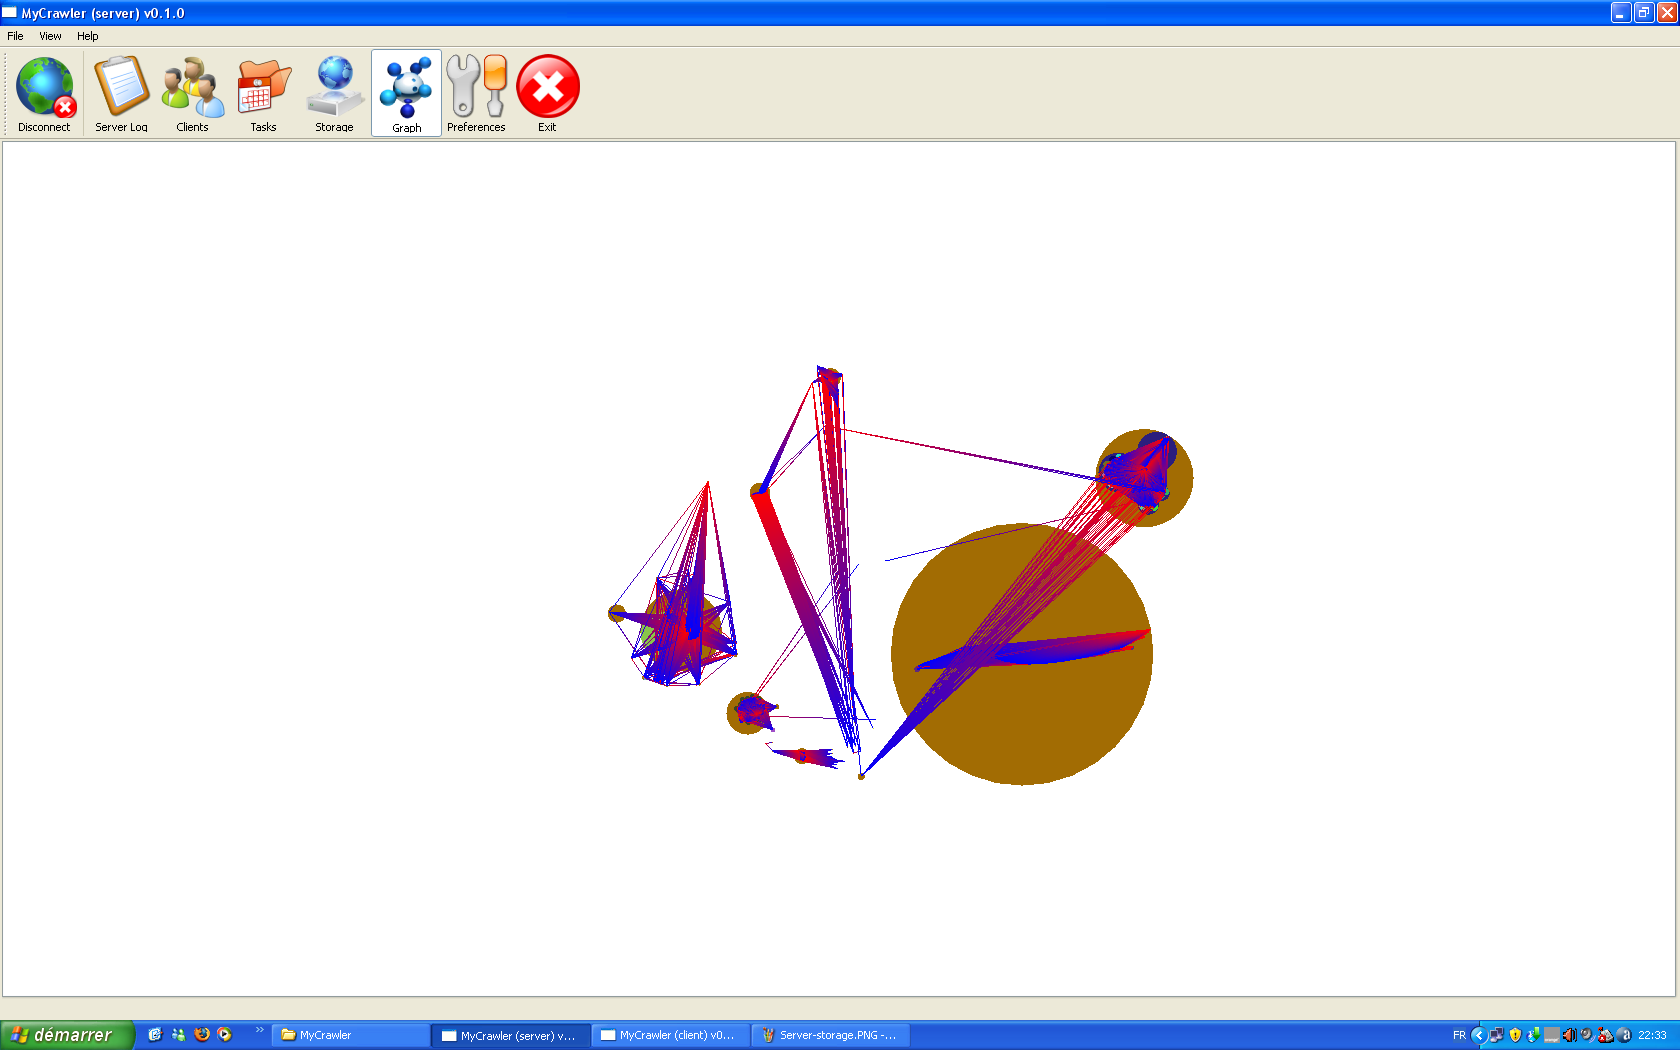 MyCrawler (server) v0.1.0
File View Help
Disconnect Server Log Clients Tasks Storage Graph Preferences Exit
démarrer MyCrawler MyCrawler (server) v... MyCrawler (client) v0... Server-storage.PNG -... FR 22:33